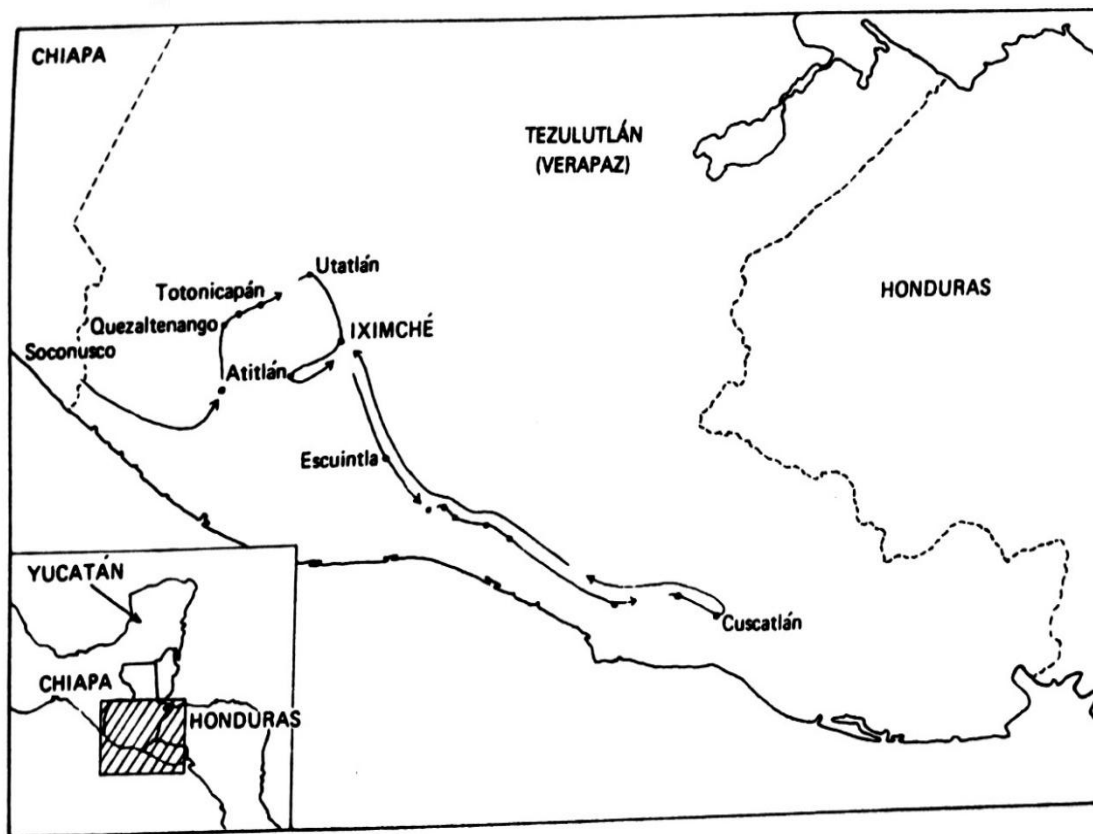 CHIAPA
TEZULUTLÁN
(VERAPAZ)
HONDURAS
Utatlán
Totonicapán
Quezaltenango
IXIMCHÉ
Soconusco
Atitlán
Escuintla
Cuscatlán
YUCATÁN
CHIAPA
HONDURAS